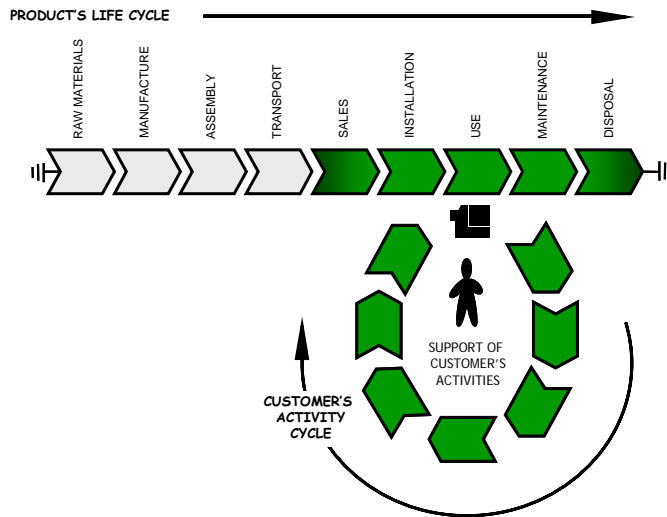 PRODUCT'S LIFE CYCLE
RAW MATERIALS
MANUFACTURE
ASSEMBLY
TRANSPORT
SALES
INSTALLATION
USE
MAINTENANCE
DISPOSAL
SUPPORT OF
CUSTOMER'S
ACTIVITIES
CUSTOMER'S
ACTIVITY
CYCLE